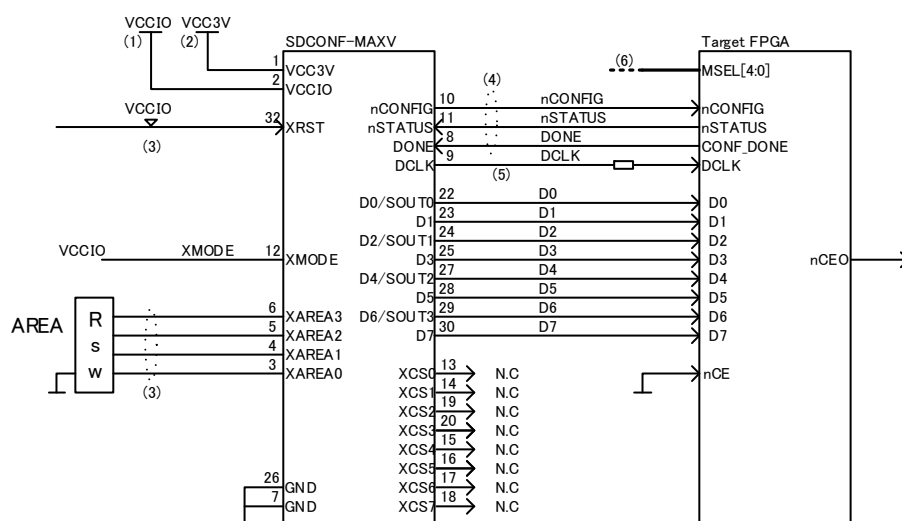 VCCIO VCC3V
(1) (2)
SDCONF-MAXV Target FPGA
1 VCC3V (6) MSEL[4:0]
2 VCCIO (4)
nCONFIG 10 nCONFIG nCONFIG
VCCIO 32 XRST nSTATUS 11 nSTATUS nSTATUS
(3) DONE 8 DONE CONF_DONE
DCLK 9 DCLK DCLK
(5)
D0/SOUT0 22 D0 D0
D1 23 D1 D1
D2/SOUT1 24 D2 D2
VCCIO XMODE 12 XMODE D3 25 D3 D3 nCEO
D4/SOUT2 27 D4 D4
D5 28 D5 D5
AREA R s w 6 XAREA3 D6/SOUT3 29 D6 D6
5 XAREA2 D7 30 D7 D7
4 XAREA1
3 XAREA0 XCS0 13 N.C nCE
(3) XCS1 14 N.C
XCS2 19 N.C
XCS3 20 N.C
XCS4 15 N.C
XCS5 16 N.C
26 GND XCS6 17 N.C
7 GND XCS7 18 N.C